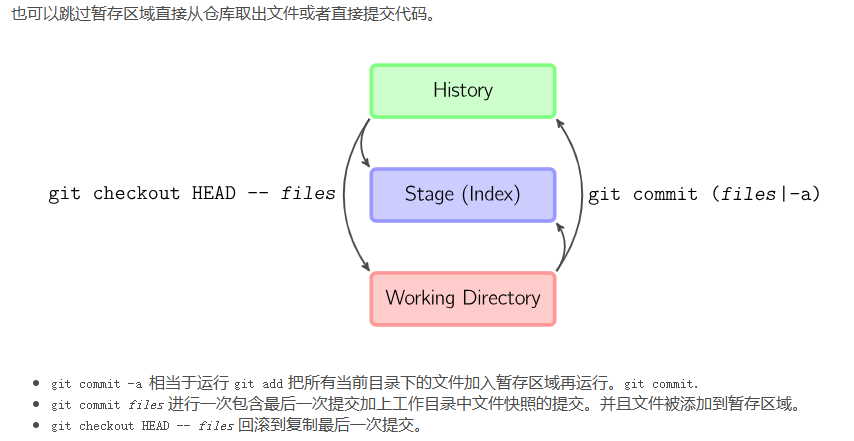 也可以跳过暂存区域直接从仓库取出文件或者直接提交代码。
History
git checkout HEAD -- files
Stage (Index)
git commit (files|-a)
Working Directory
git commit -a 相当于运行 git add 把所有当前目录下的文件加入暂存区域再运行。git commit.
git commit files 进行一次包含最后一次提交加上工作目录中文件快照的提交。并且文件被添加到暂存区域。
git checkout HEAD -- files 回滚到复制最后一次提交。